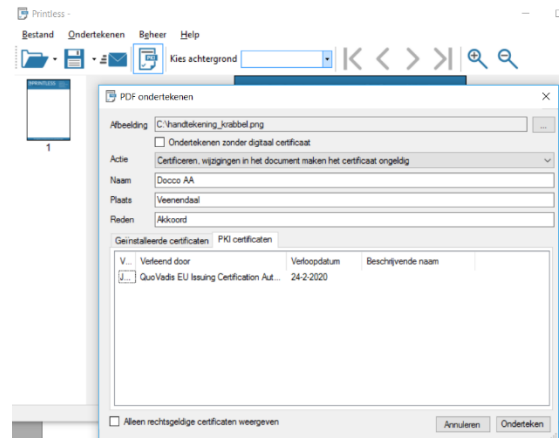 Printless -
Bestand Ondertekenen Beheer Help
Kies achtergrond
SPRINTLESS
1
PDF ondertekenen
Afbeelding C:\handtekening_krabbel.png ...
Ondertekenen zonder digitaal certificaat
Actie Certificeren, wijzigingen in het document maken het certificaat ongeldig
Naam Docco AA
Plaats Veenendaal
Reden Akkoord
Geïnstalleerde certificaten PKI certificaten
V... Verleend door Verloopdatum Beschrijvende naam
J... QuoVadis EU Issuing Certification Aut... 24-2-2020
Alleen rechtsgeldige certificaten weergeven
Annuleren Onderteken